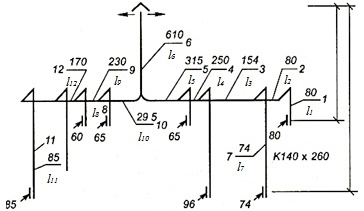 610
6
l₆
170
12
l₁₂
230
9
l₉
315
5
l₅
250
4
l₄
154
3
l₃
80
2
l₂
80
1
l₁
l₈
8
29.5
10
l₁₀
60
65
65
80
11
85
l₁₁
7
74
l₇
K140 x 260
85
96
74